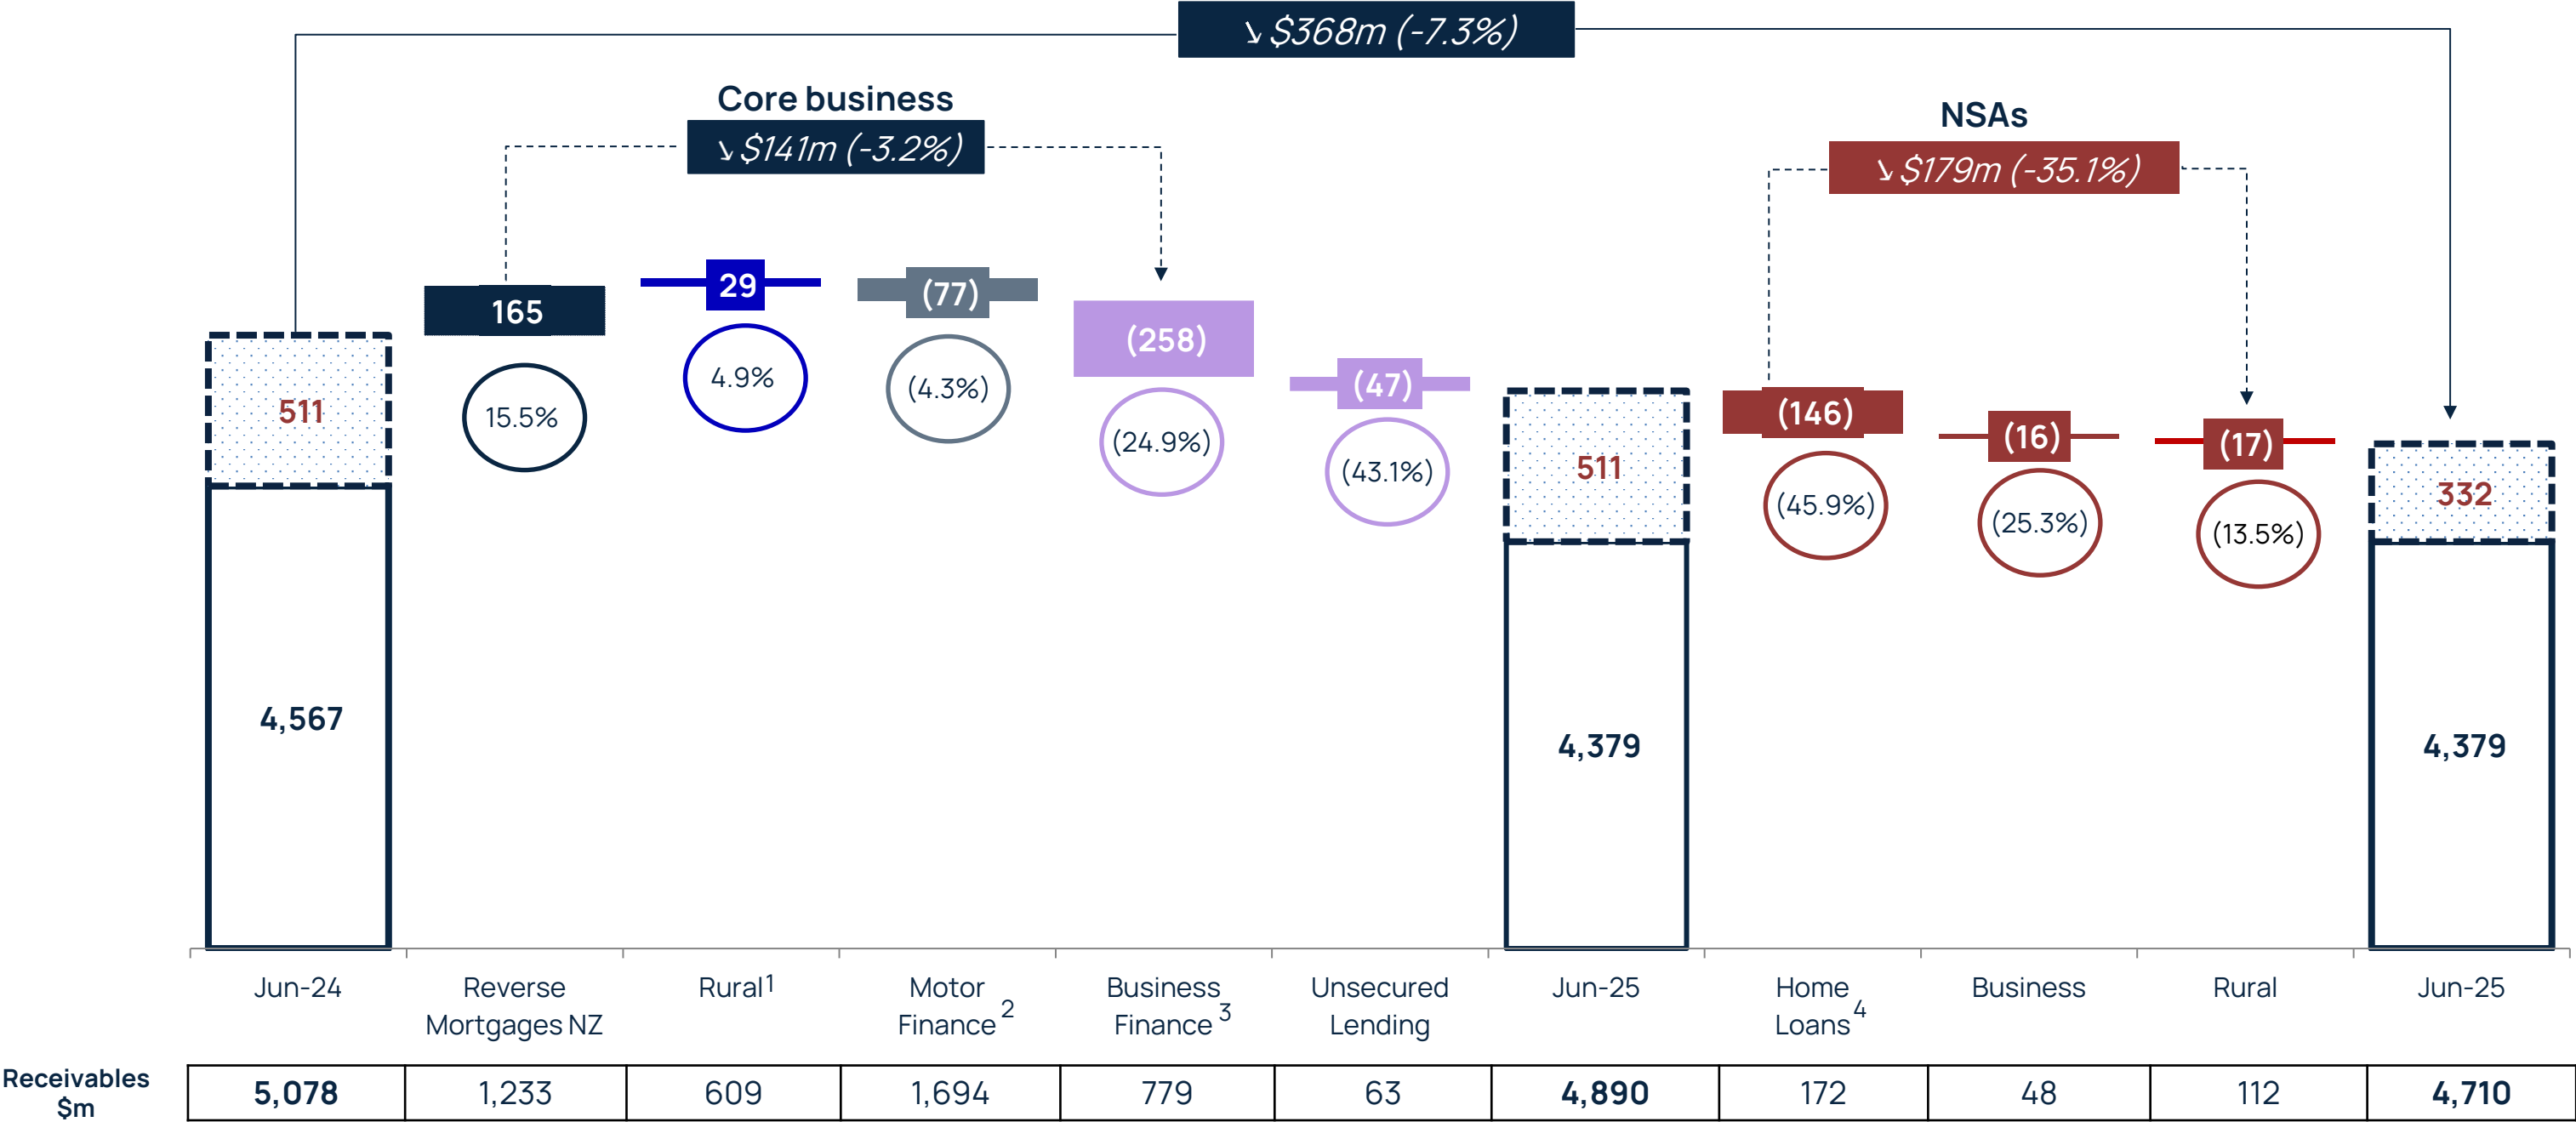 ↘ $368m (-7.3%)
Core business
↘ $141m (-3.2%)
NSAs
↘ $179m (-35.1%)
511
4,567
165
15.5%
29
4.9%
(77)
(4.3%)
(258)
(24.9%)
(47)
(43.1%)
511
4,379
(146)
(45.9%)
(16)
(25.3%)
(17)
(13.5%)
332
4,379
Jun-24
Reverse
Mortgages NZ
Rural1
Motor
Finance 2
Business
Finance 3
Unsecured
Lending
Jun-25
Home
Loans4
Business
Rural
Jun-25
Receivables
$m
5,078 1,233 609 1,694 779 63 4,890 172 48 112 4,710